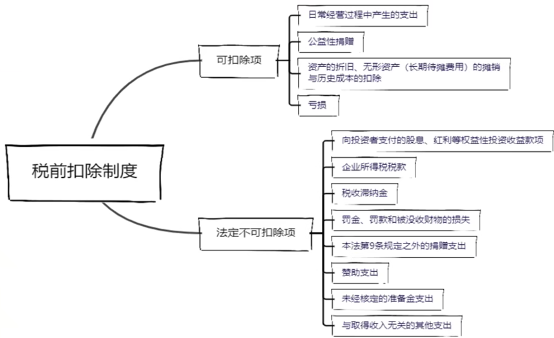 日常经营过程中产生的支出
公益性捐赠
可扣除项
资产的折旧、无形资产（长期待摊费用）的摊销
与历史成本的扣除
亏损
税前扣除制度
向投资者支付的股息、红利等权益性投资收益款项
企业所得税税款
税收滞纳金
罚金、罚款和被没收财物的损失
法定不可扣除项
本法第9条规定之外的捐赠支出
赞助支出
未经核定的准备金支出
与取得收入无关的其他支出